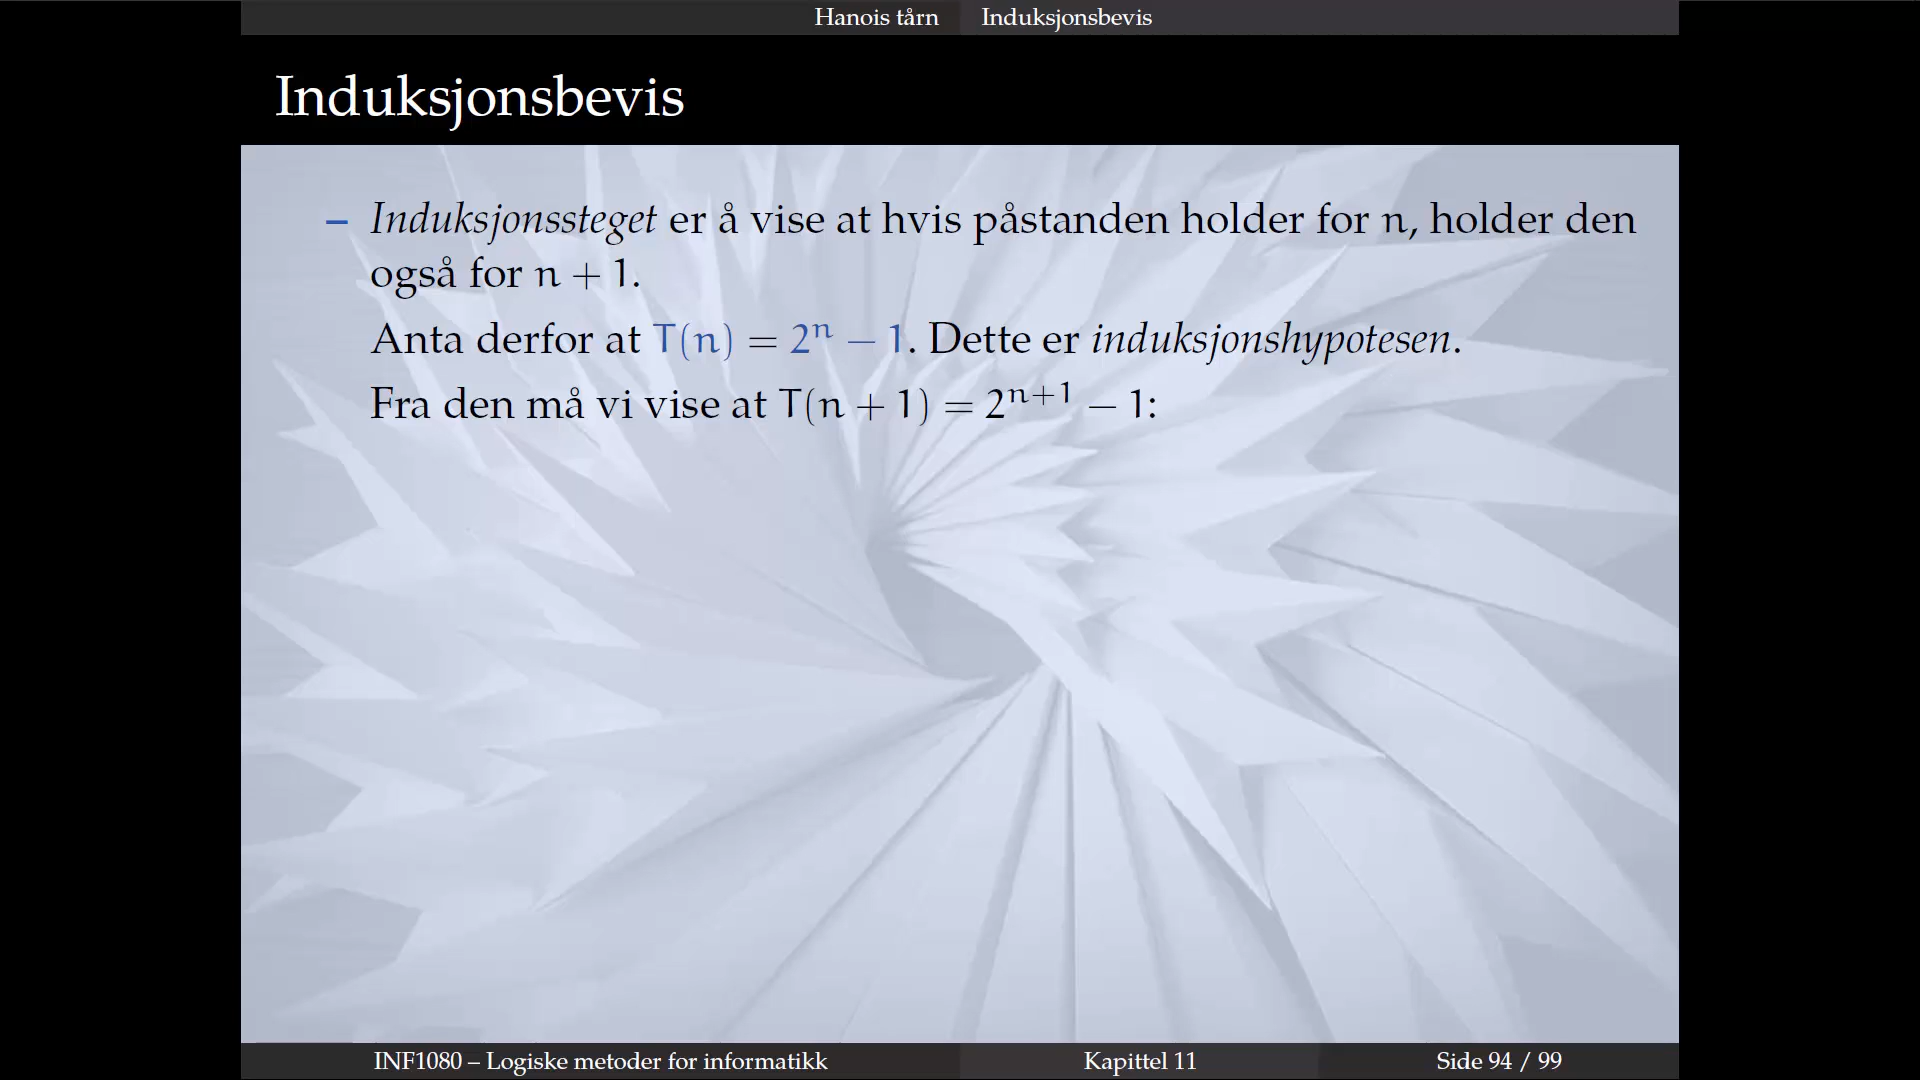 Hanois tårn Induksjonsbevis
Induksjonsbevis
– Induksjonssteget er å vise at hvis påstanden holder for n, holder den
også for n + 1.
Anta derfor at T(n) = 2ⁿ − 1. Dette er induksjonshypotesen.
Fra den må vi vise at T(n + 1) = 2ⁿ⁺¹ − 1:
INF1080 – Logiske metoder for informatikk Kapittel 11 Side 94 / 99